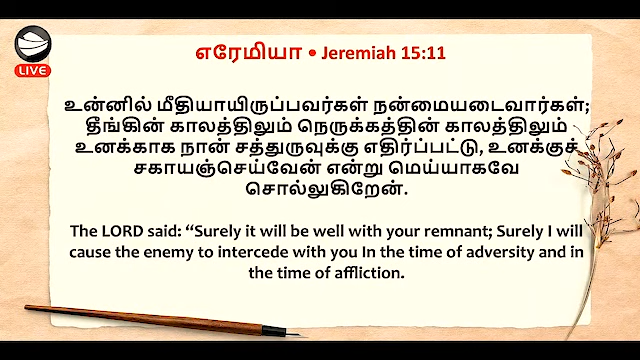 LIVE
எரேமியா • Jeremiah 15:11
உன்னில் மீதியாயிருப்பவர்கள் நன்மையடைவார்கள்;
தீங்கின் காலத்திலும் நெருக்கத்தின் காலத்திலும்
உனக்காக நான் சத்துருவுக்கு எதிர்ப்பட்டு, உனக்குச்
சகாயஞ்செய்வேன் என்று மெய்யாகவே
சொல்லுகிறேன்.
The LORD said: “Surely it will be well with your remnant; Surely I will
cause the enemy to intercede with you In the time of adversity and in
the time of affliction.